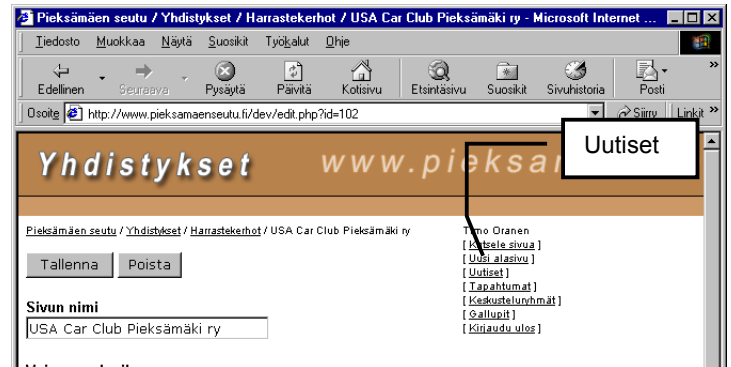 Pieksämäen seutu / Yhdistykset / Harrastekerhot / USA Car Club Pieksämäki ry - Microsoft Internet ...
Tiedosto Muokkaa Näytä Suosikit Työkalut Ohje
Edellinen Seuraava Pysäytä Päivitä Kotisivu Etsintäsivu Suosikit Sivuhistoria Posti »
Osoite http://www.pieksamaenseutu.fi/dev/edit.php?id=102 Siirry Linkit »
Uutiset
Yhdistykset www.pieksa
Pieksämäen seutu / Yhdistykset / Harrastekerhot / USA Car Club Pieksämäki ry
Timo Oranen
[ Katsele sivua ]
[ Uusi alasivu ]
[ Uutiset ]
[ Tapahtumat ]
[ Keskusteluryhmät ]
[ Gallupit ]
[ Kirjaudu ulos ]
Tallenna Poista
Sivun nimi
USA Car Club Pieksämäki ry